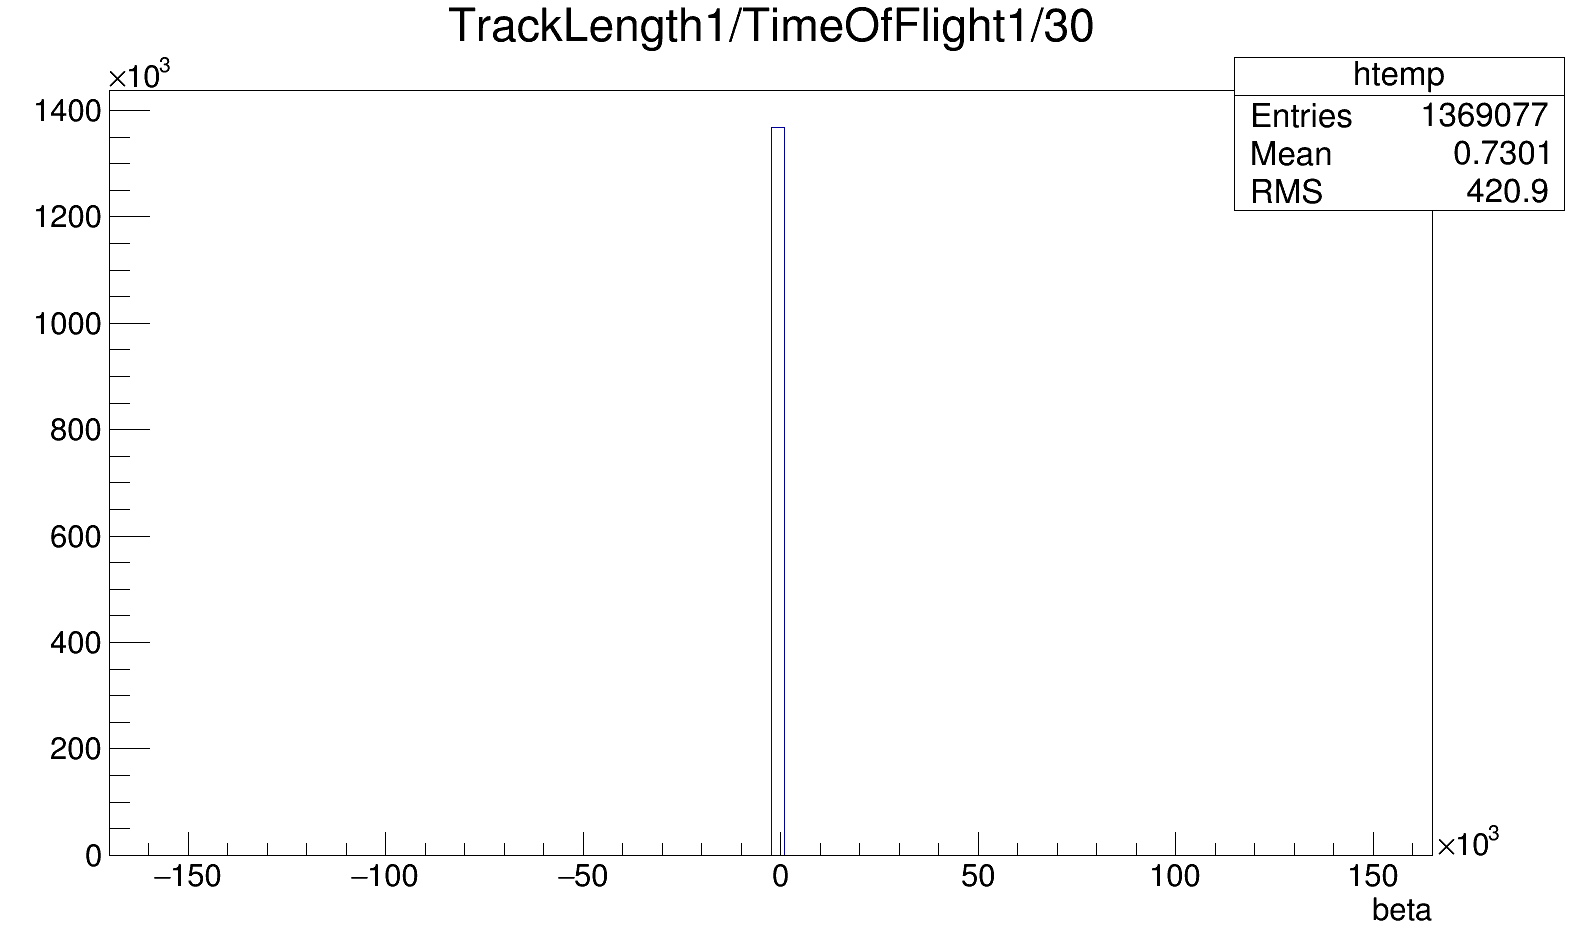 TrackLength1/TimeOfFlight1/30
×10³
htemp
Entries 1369077
Mean 0.7301
RMS 420.9
1400
1200
1000
800
600
400
200
0
−150 −100 −50 0 50 100 150
×10³
beta